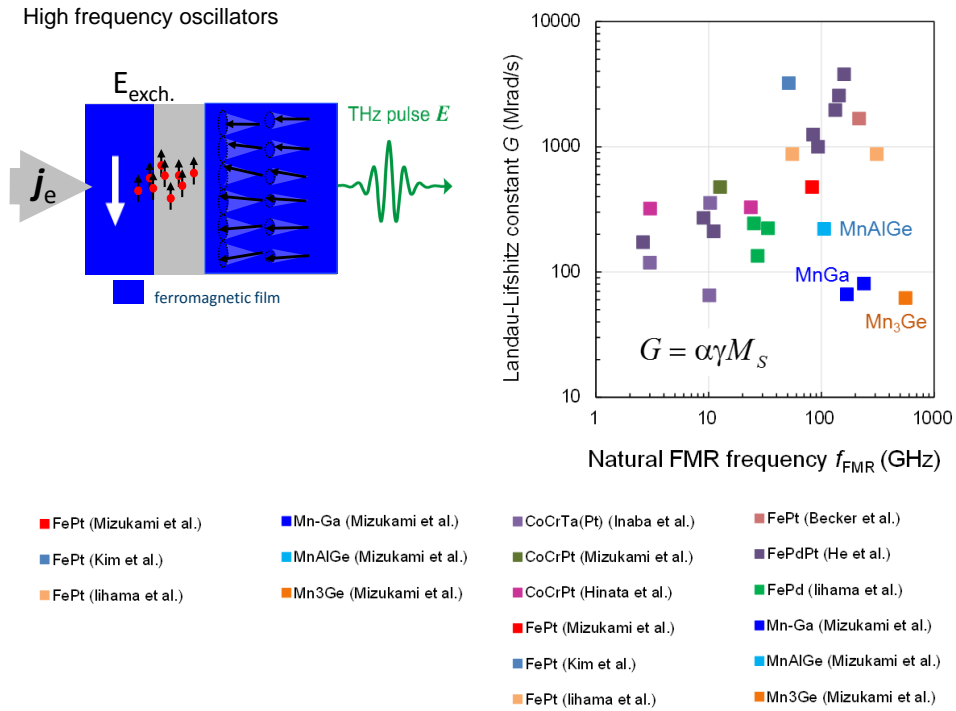 High frequency oscillators
E_exch.
j_e
THz pulse E
ferromagnetic film
Landau-Lifshitz constant G (Mrad/s)
10000
1000
100
10
MnAlGe
MnGa
Mn₃Ge
G = αγM_S
1
10
100
1000
Natural FMR frequency f_FMR (GHz)
FePt (Mizukami et al.)
FePt (Kim et al.)
FePt (Iihama et al.)
Mn-Ga (Mizukami et al.)
MnAlGe (Mizukami et al.)
Mn3Ge (Mizukami et al.)
CoCrTa(Pt) (Inaba et al.)
CoCrPt (Mizukami et al.)
CoCrPt (Hinata et al.)
FePt (Mizukami et al.)
FePt (Kim et al.)
FePt (Iihama et al.)
FePt (Becker et al.)
FePdPt (He et al.)
FePd (Iihama et al.)
Mn-Ga (Mizukami et al.)
MnAlGe (Mizukami et al.)
Mn3Ge (Mizukami et al.)